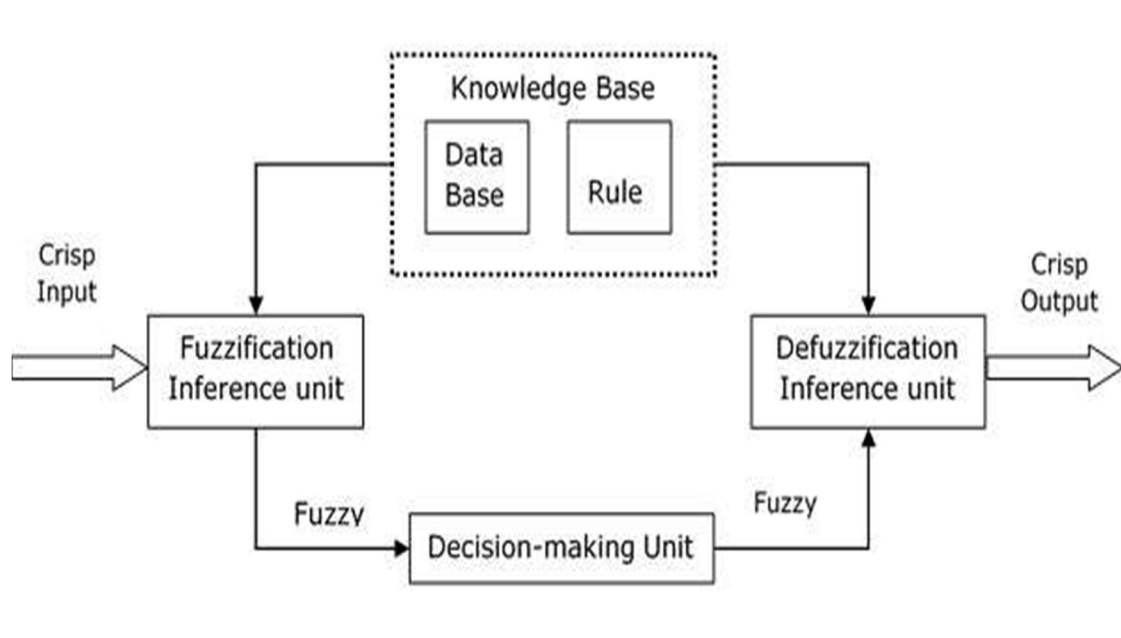 Knowledge Base
Data
Base
Rule
Crisp
Input
Fuzzification
Inference unit
Defuzzification
Inference unit
Crisp
Output
Fuzzy
Decision-making Unit
Fuzzy